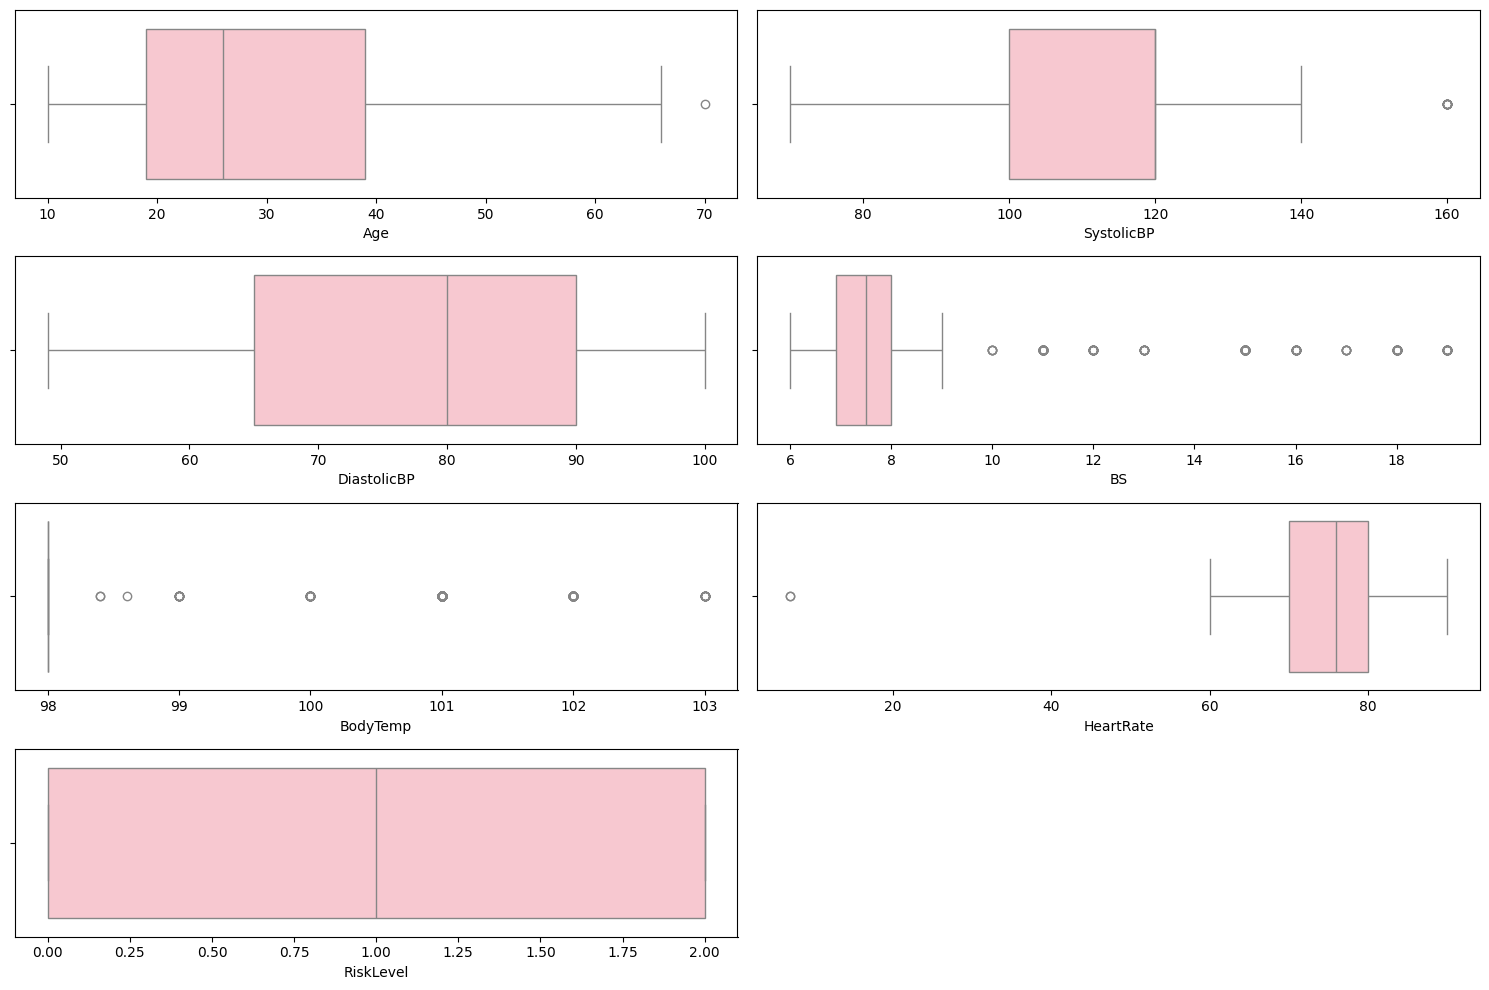 10 20 30 40 50 60 70
Age
80 100 120 140 160
SystolicBP
50 60 70 80 90 100
DiastolicBP
6 8 10 12 14 16 18
BS
98 99 100 101 102 103
BodyTemp
20 40 60 80
HeartRate
0.00 0.25 0.50 0.75 1.00 1.25 1.50 1.75 2.00
RiskLevel